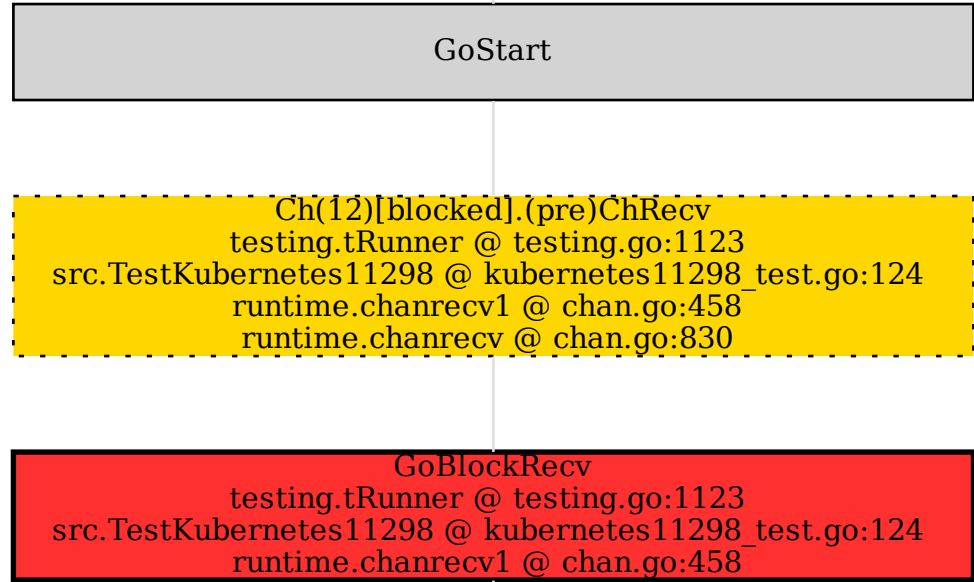 GoStart
Ch(12)[blocked].(pre)ChRecv
testing.tRunner @ testing.go:1123
src.TestKubernetes11298 @ kubernetes11298_test.go:124
runtime.chanrecv1 @ chan.go:458
runtime.chanrecv @ chan.go:830
GoBlockRecv
testing.tRunner @ testing.go:1123
src.TestKubernetes11298 @ kubernetes11298_test.go:124
runtime.chanrecv1 @ chan.go:458